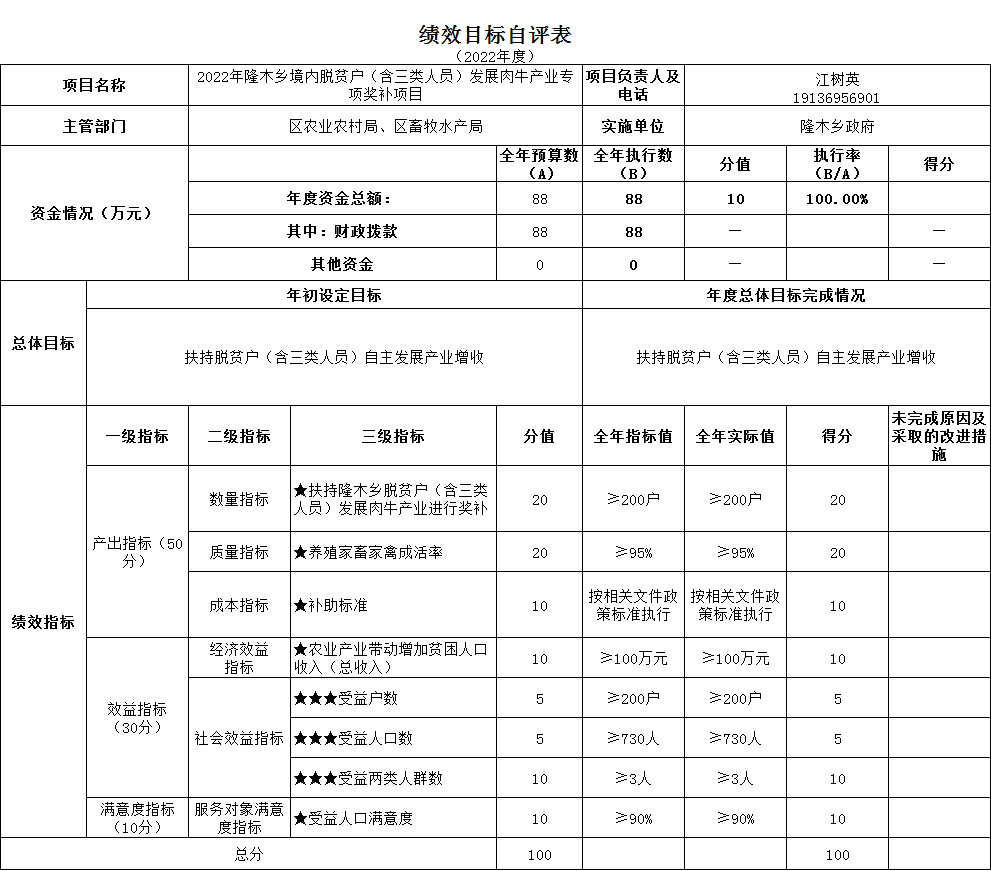 绩效目标自评表
（2022年度）
项目名称
2022年隆木乡境内脱贫户（含三类人员）发展肉牛产业专
项奖补项目
项目负责人及
电话
江树英
19136956901
主管部门
区农业农村局、区畜牧水产局
实施单位
隆木乡政府
资金情况（万元）
全年预算数
（A）
全年执行数
（B）
分值
执行率
（B/A）
得分
年度资金总额：
88
88
10
100.00%
其中：财政拨款
88
88
－
－
其他资金
0
0
－
－
总体目标
年初设定目标
年度总体目标完成情况
扶持脱贫户（含三类人员）自主发展产业增收
扶持脱贫户（含三类人员）自主发展产业增收
绩效指标
一级指标
二级指标
三级指标
分值
全年指标值
全年实际值
得分
未完成原因及
采取的改进措
施
产出指标（50
分）
数量指标
★扶持隆木乡脱贫户（含三类
人员）发展肉牛产业进行奖补
20
≥200户
≥200户
20
质量指标
★养殖家畜家禽成活率
20
≥95%
≥95%
20
成本指标
★补助标准
10
按相关文件政
策标准执行
按相关文件政
策标准执行
10
效益指标
（30分）
经济效益
指标
★农业产业带动增加贫困人口
收入（总收入）
10
≥100万元
≥100万元
10
社会效益指标
★★★受益户数
5
≥200户
≥200户
5
★★★受益人口数
5
≥730人
≥730人
5
★★★受益两类人群数
10
≥3人
≥3人
10
满意度指标
（10分）
服务对象满意
度指标
★受益人口满意度
10
≥90%
≥90%
10
总分
100
100